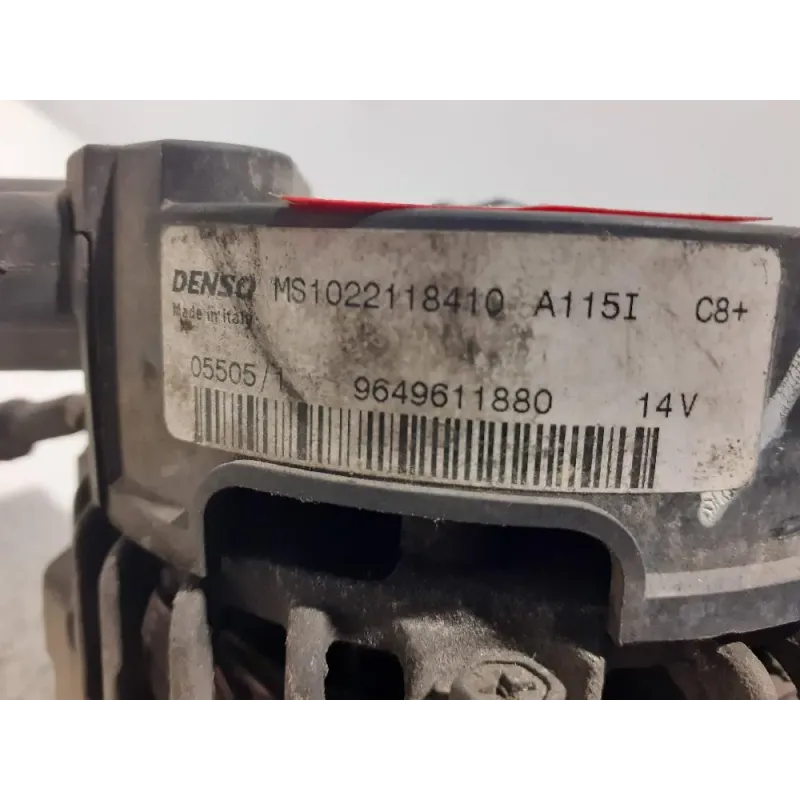 DENSO MS1022118410 A115I C8+
Made in Italy
05505/1 9649611880 14V